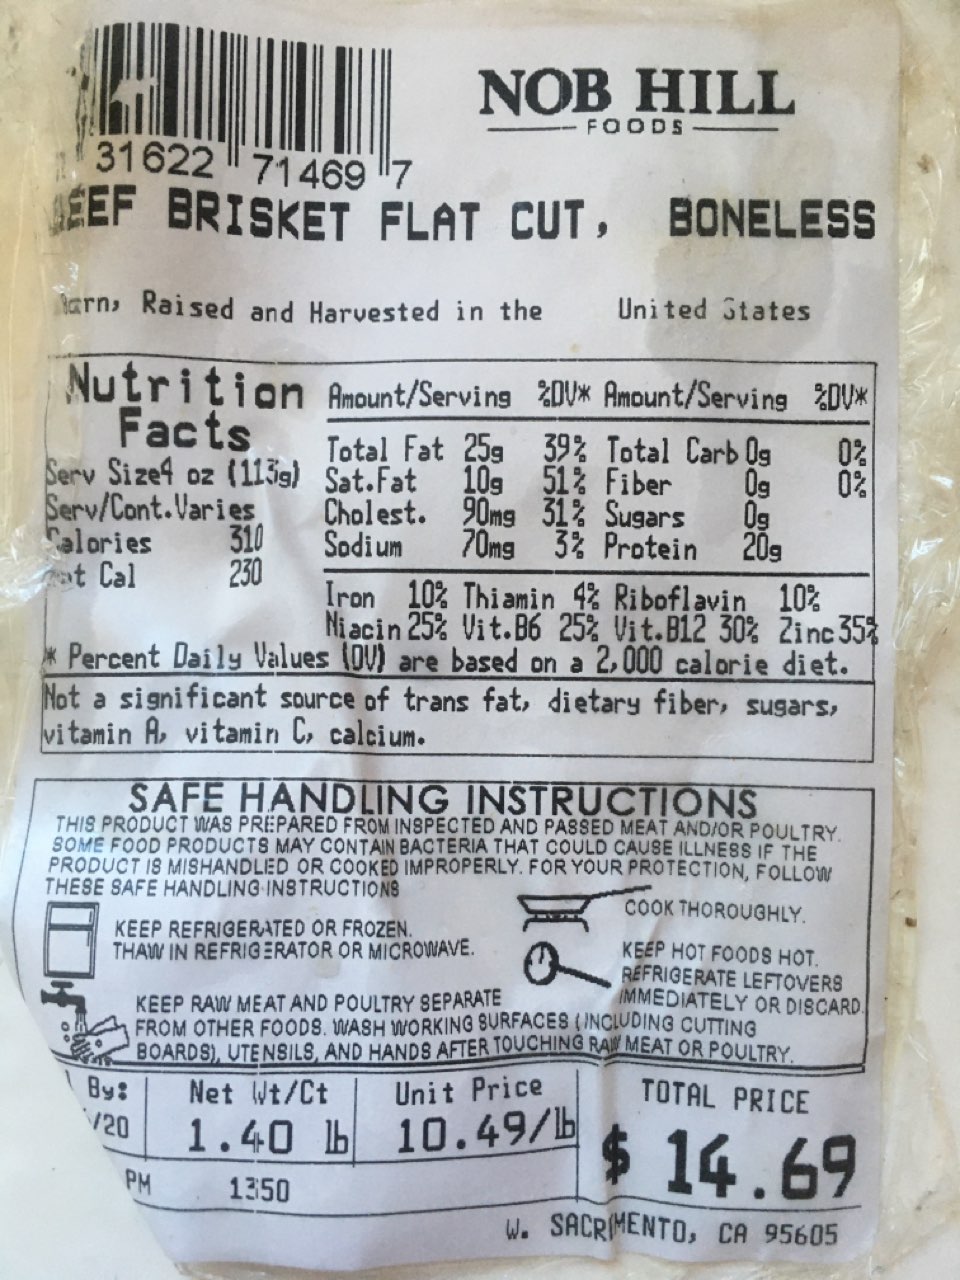 NOB HILL
FOODS
31622 71469 7
BEEF BRISKET FLAT CUT, BONELESS
Born, Raised and Harvested in the United States
Nutrition Facts
Serv Size4 oz (113g)
Serv/Cont.Varies
Calories 310
Fat Cal 230
Amount/Serving %DV* Amount/Serving %DV*
Total Fat 25g 39% Total Carb 0g 0%
Sat.Fat 10g 51% Fiber 0g 0%
Cholest. 90mg 31% Sugars 0g
Sodium 70mg 3% Protein 20g
Iron 10% Thiamin 4% Riboflavin 10%
Niacin 25% Vit.B6 25% Vit.B12 30% Zinc 35%
* Percent Daily Values (DV) are based on a 2,000 calorie diet.
Not a significant source of trans fat, dietary fiber, sugars,
vitamin A, vitamin C, calcium.
SAFE HANDLING INSTRUCTIONS
THIS PRODUCT WAS PREPARED FROM INSPECTED AND PASSED MEAT AND/OR POULTRY.
SOME FOOD PRODUCTS MAY CONTAIN BACTERIA THAT COULD CAUSE ILLNESS IF THE
PRODUCT IS MISHANDLED OR COOKED IMPROPERLY. FOR YOUR PROTECTION, FOLLOW
THESE SAFE HANDLING INSTRUCTIONS
KEEP REFRIGERATED OR FROZEN.
THAW IN REFRIGERATOR OR MICROWAVE.
COOK THOROUGHLY.
KEEP HOT FOODS HOT.
REFRIGERATE LEFTOVERS
IMMEDIATELY OR DISCARD.
KEEP RAW MEAT AND POULTRY SEPARATE
FROM OTHER FOODS. WASH WORKING SURFACES (INCLUDING CUTTING
BOARDS), UTENSILS, AND HANDS AFTER TOUCHING RAW MEAT OR POULTRY.
By: Net Wt/Ct Unit Price TOTAL PRICE
/20 1.40 lb 10.49/lb $ 14.69
PM 1350
W. SACRAMENTO, CA 95605